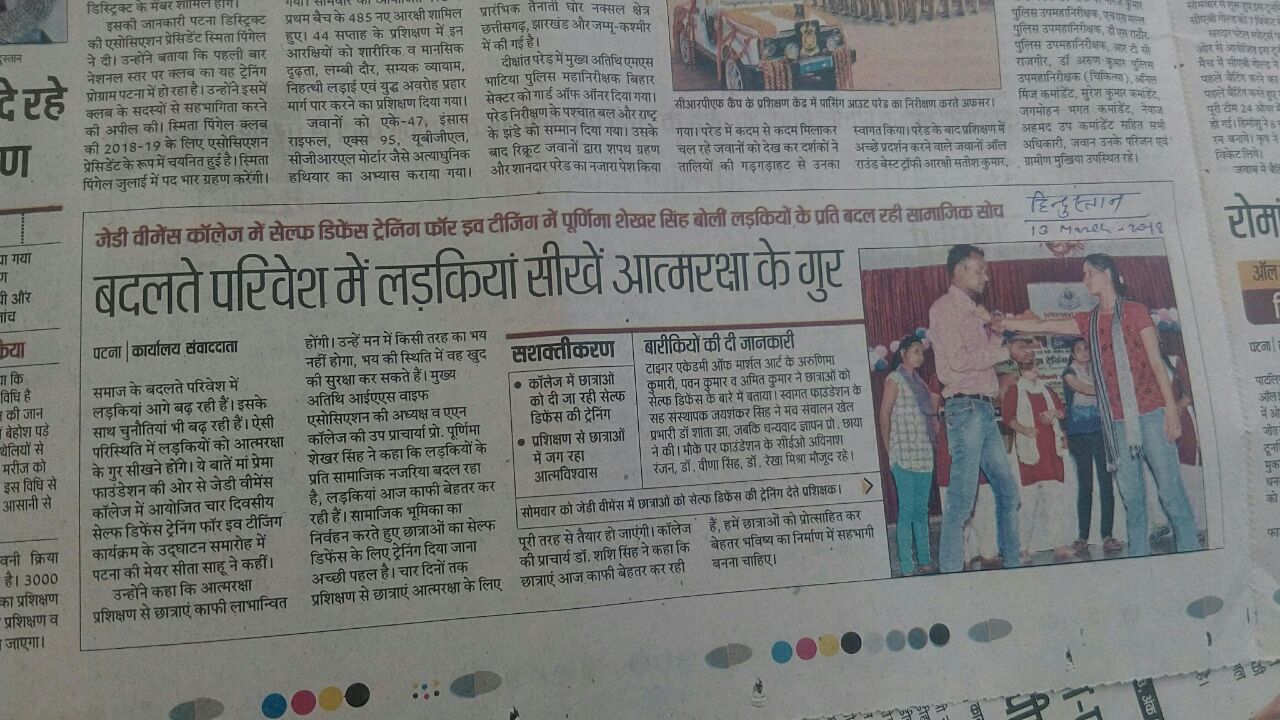 डिस्ट्रिक्ट के मेंबर शामिल होंगे।
इसकी जानकारी पटना डिस्ट्रिक्ट
की एसोसिएशन प्रेसिडेंट स्मिता पिंगेल
ने दी। उन्होंने बताया कि पहली बार
नेशनल स्तर पर क्लब का यह ट्रेनिंग
प्रोग्राम पटना में हो रहा है। उन्होंने इसमें
क्लब के सदस्यों से सहभागिता करने
की अपील की। स्मिता पिंगेल क्लब
की 2018-19 के लिए एसोसिएशन
प्रेसिडेंट के रूप में चयनित हुई है। स्मिता
पिंगेल जुलाई में पद भार ग्रहण करेंगी।
प्रथम बैच के 485 नए आरक्षी शामिल
हुए। 44 सप्ताह के प्रशिक्षण में इन
आरक्षियों को शारीरिक व मानसिक
दृढ़ता, लम्बी दौर, सम्यक व्यायाम,
निहत्थी लड़ाई एवं युद्ध अवरोध प्रहार
मार्ग पार करने का प्रशिक्षण दिया गया।
जवानों को एके-47, इंसास
राइफल, एक्स 95, यूबीजीएल,
सीजीआरएल मोर्टार जैसे अत्याधुनिक
हथियार का अभ्यास कराया गया।
प्रारंभिक तैनाती घोर नक्सल क्षेत्र
छत्तीसगढ़, झारखंड और जम्मू-कश्मीर
में की गई है।
दीक्षांत परेड में मुख्य अतिथि एमएस
भाटिया पुलिस महानिरीक्षक बिहार
सेक्टर को गार्ड ऑफ ऑनर दिया गया।
परेड निरीक्षण के पश्चात बल और राष्ट्र
के झंडे को सम्मान दिया गया। उसके
बाद रिक्रूट जवानों द्वारा शपथ ग्रहण
और शानदार परेड का नजारा पेश किया
सीआरपीएफ कैंप के प्रशिक्षण केंद्र में पासिंग आउट परेड का निरीक्षण करते अफसर।
गया। परेड में कदम से कदम मिलाकर
चल रहे जवानों को देख कर दर्शकों ने
तालियों की गड़गड़ाहट से उनका
स्वागत किया। परेड के बाद प्रशिक्षण में
अच्छे प्रदर्शन करने वाले जवानों ऑल
राउंड बेस्ट ट्रॉफी आरक्षी सतीश कुमार,
पुलिस उपमहानिरीक्षक, एच एस मल्ल
पुलिस उपमहानिरीक्षक, डी एस राठौर,
पुलिस उपमहानिरीक्षक, आर टी सी
राजगीर, डॉ अरुण कुमार पुलिस
उपमहानिरीक्षक (चिकित्सा), अनिल
मिंज कमांडेंट, सुरेश कुमार कमांडेंट,
जगमोहन भगत कमांडेंट, नेयाज
अहमद उप कमांडेंट सहित सभी
अधिकारी, जवान उनके परिजन एवं
ग्रामीण मुखिया उपस्थित रहे।
दे रहे
ण
जेडी वीमेंस कॉलेज में सेल्फ डिफेंस ट्रेनिंग फॉर इव टीजिंग में पूर्णिमा शेखर सिंह बोलीं लड़कियों के प्रति बदल रही सामाजिक सोच
हिन्दुस्तान
13 March - 2018
बदलते परिवेश में लड़कियां सीखें आत्मरक्षा के गुर
पटना | कार्यालय संवाददाता
समाज के बदलते परिवेश में
लड़कियां आगे बढ़ रही हैं। इसके
साथ चुनौतियां भी बढ़ रही हैं। ऐसी
परिस्थिति में लड़कियों को आत्मरक्षा
के गुर सीखने होंगे। ये बातें मां प्रेमा
फाउंडेशन की ओर से जेडी वीमेंस
कॉलेज में आयोजित चार दिवसीय
सेल्फ डिफेंस ट्रेनिंग फॉर इव टीजिंग
कार्यक्रम के उद्घाटन समारोह में
पटना की मेयर सीता साहू ने कहीं।
उन्होंने कहा कि आत्मरक्षा
प्रशिक्षण से छात्राएं काफी लाभान्वित
होंगी। उन्हें मन में किसी तरह का भय
नहीं होगा, भय की स्थिति में वह खुद
की सुरक्षा कर सकते हैं। मुख्य
अतिथि आईएएस वाइफ
एसोसिएशन की अध्यक्ष व एएन
कॉलेज की उप प्राचार्या प्रो. पूर्णिमा
शेखर सिंह ने कहा कि लड़कियों के
प्रति सामाजिक नजरिया बदल रहा
है, लड़कियां आज काफी बेहतर कर
रही हैं। सामाजिक भूमिका का
निर्वहन करते हुए छात्राओं का सेल्फ
डिफेंस के लिए ट्रेनिंग दिया जाना
अच्छी पहल है। चार दिनों तक
प्रशिक्षण से छात्राएं आत्मरक्षा के लिए
सशक्तीकरण
• कॉलेज में छात्राओं
को दी जा रही सेल्फ
डिफेंस की ट्रेनिंग
• प्रशिक्षण से छात्राओं
में जग रहा
आत्मविश्वास
बारीकियों की दी जानकारी
टाइगर एकेडमी ऑफ मार्शल आर्ट के अरुणिमा
कुमारी, पवन कुमार व अमित कुमार ने छात्राओं को
सेल्फ डिफेंस के बारे में बताया। स्वागत फाउंडेशन के
सह संस्थापक जयशंकर सिंह ने मंच संचालन खेल
प्रभारी डॉ शांता झा, जबकि धन्यवाद ज्ञापन प्रो. छाया
ने की। मौके पर फाउंडेशन के सीईओ अविनाश
रंजन, डॉ. वीणा सिंह, डॉ. रेखा मिश्रा मौजूद रहे।
सोमवार को जेडी वीमेंस में छात्राओं को सेल्फ डिफेंस की ट्रेनिंग देते प्रशिक्षक।
पूरी तरह से तैयार हो जाएंगी। कॉलेज
की प्राचार्य डॉ. शशि सिंह ने कहा कि
छात्राएं आज काफी बेहतर कर रही
हैं, हमें छात्राओं को प्रोत्साहित कर
बेहतर भविष्य का निर्माण में सहभागी
बनना चाहिए।
है। 3000
का प्रशिक्षण
प्रशिक्षण व
जाएगा।
रोम
ऑल
पटना